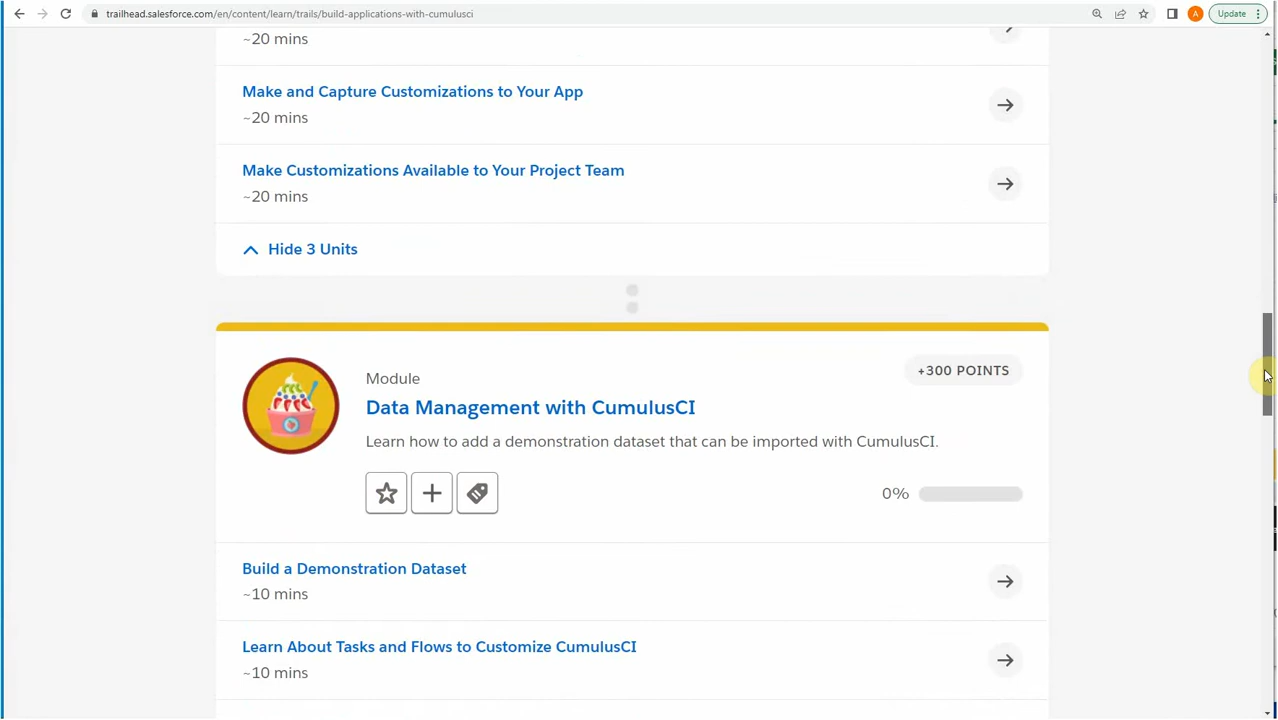 trailhead.salesforce.com/en/content/learn/trails/build-applications-with-cumulusci
A
Update
~20 mins
Make and Capture Customizations to Your App
~20 mins
Make Customizations Available to Your Project Team
~20 mins
Hide 3 Units
+300 POINTS
Module
Data Management with CumulusCI
Learn how to add a demonstration dataset that can be imported with CumulusCI.
0%
Build a Demonstration Dataset
~10 mins
Learn About Tasks and Flows to Customize CumulusCI
~10 mins